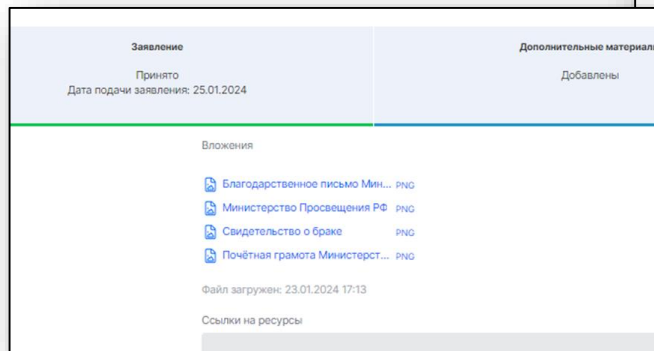 Заявление
Дополнительные материал
Принято
Добавлены
Дата подачи заявления: 25.01.2024
Вложения
Благодарственное письмо Мин... PNG
Министерство Просвещения РФ PNG
Свидетельство о браке PNG
Почётная грамота Министерст... PNG
Файл загружен: 23.01.2024 17:13
Ссылки на ресурсы